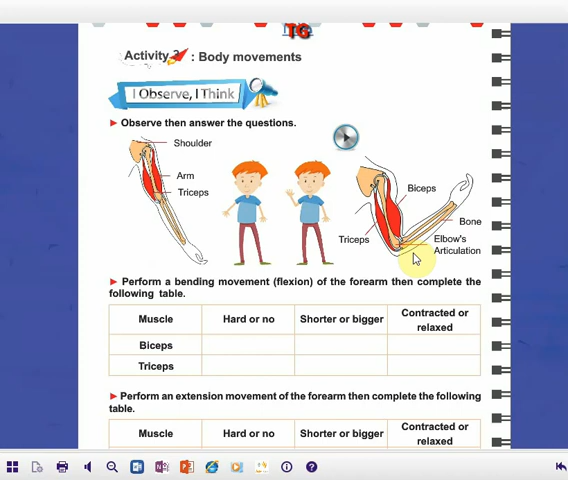 TG
Activity 2 : Body movements
I Observe, I Think
► Observe then answer the questions.
Shoulder
Arm
Triceps
Biceps
Triceps
Bone
Elbow's
Articulation
► Perform a bending movement (flexion) of the forearm then complete the
following table.
Muscle Hard or no Shorter or bigger Contracted or
relaxed
Biceps
Triceps
► Perform an extension movement of the forearm then complete the following
table.
Muscle Hard or no Shorter or bigger Contracted or
relaxed